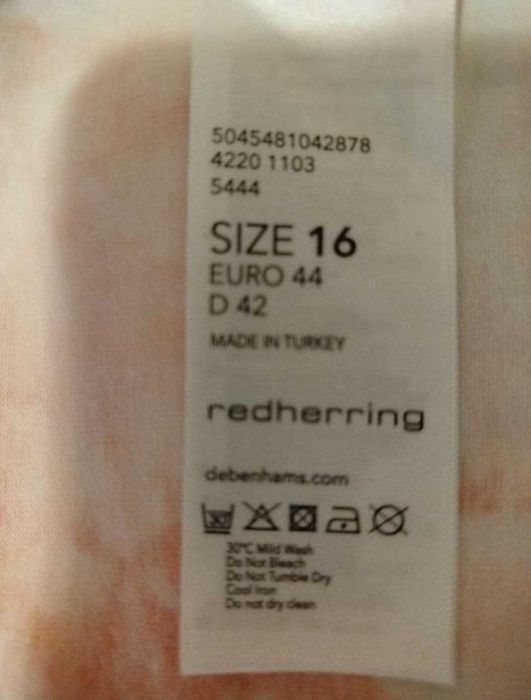 5045481042878
4220 1103
5444
SIZE 16
EURO 44
D 42
MADE IN TURKEY
redherring
debenhams.com
30
30°C Mild Wash
Do Not Bleach
Do Not Tumble Dry
Cool Iron
Do not dry clean